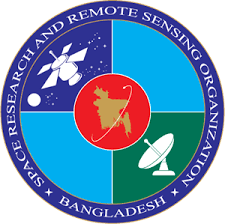 SPACE RESEARCH AND REMOTE SENSING ORGANIZATION
BANGLADESH